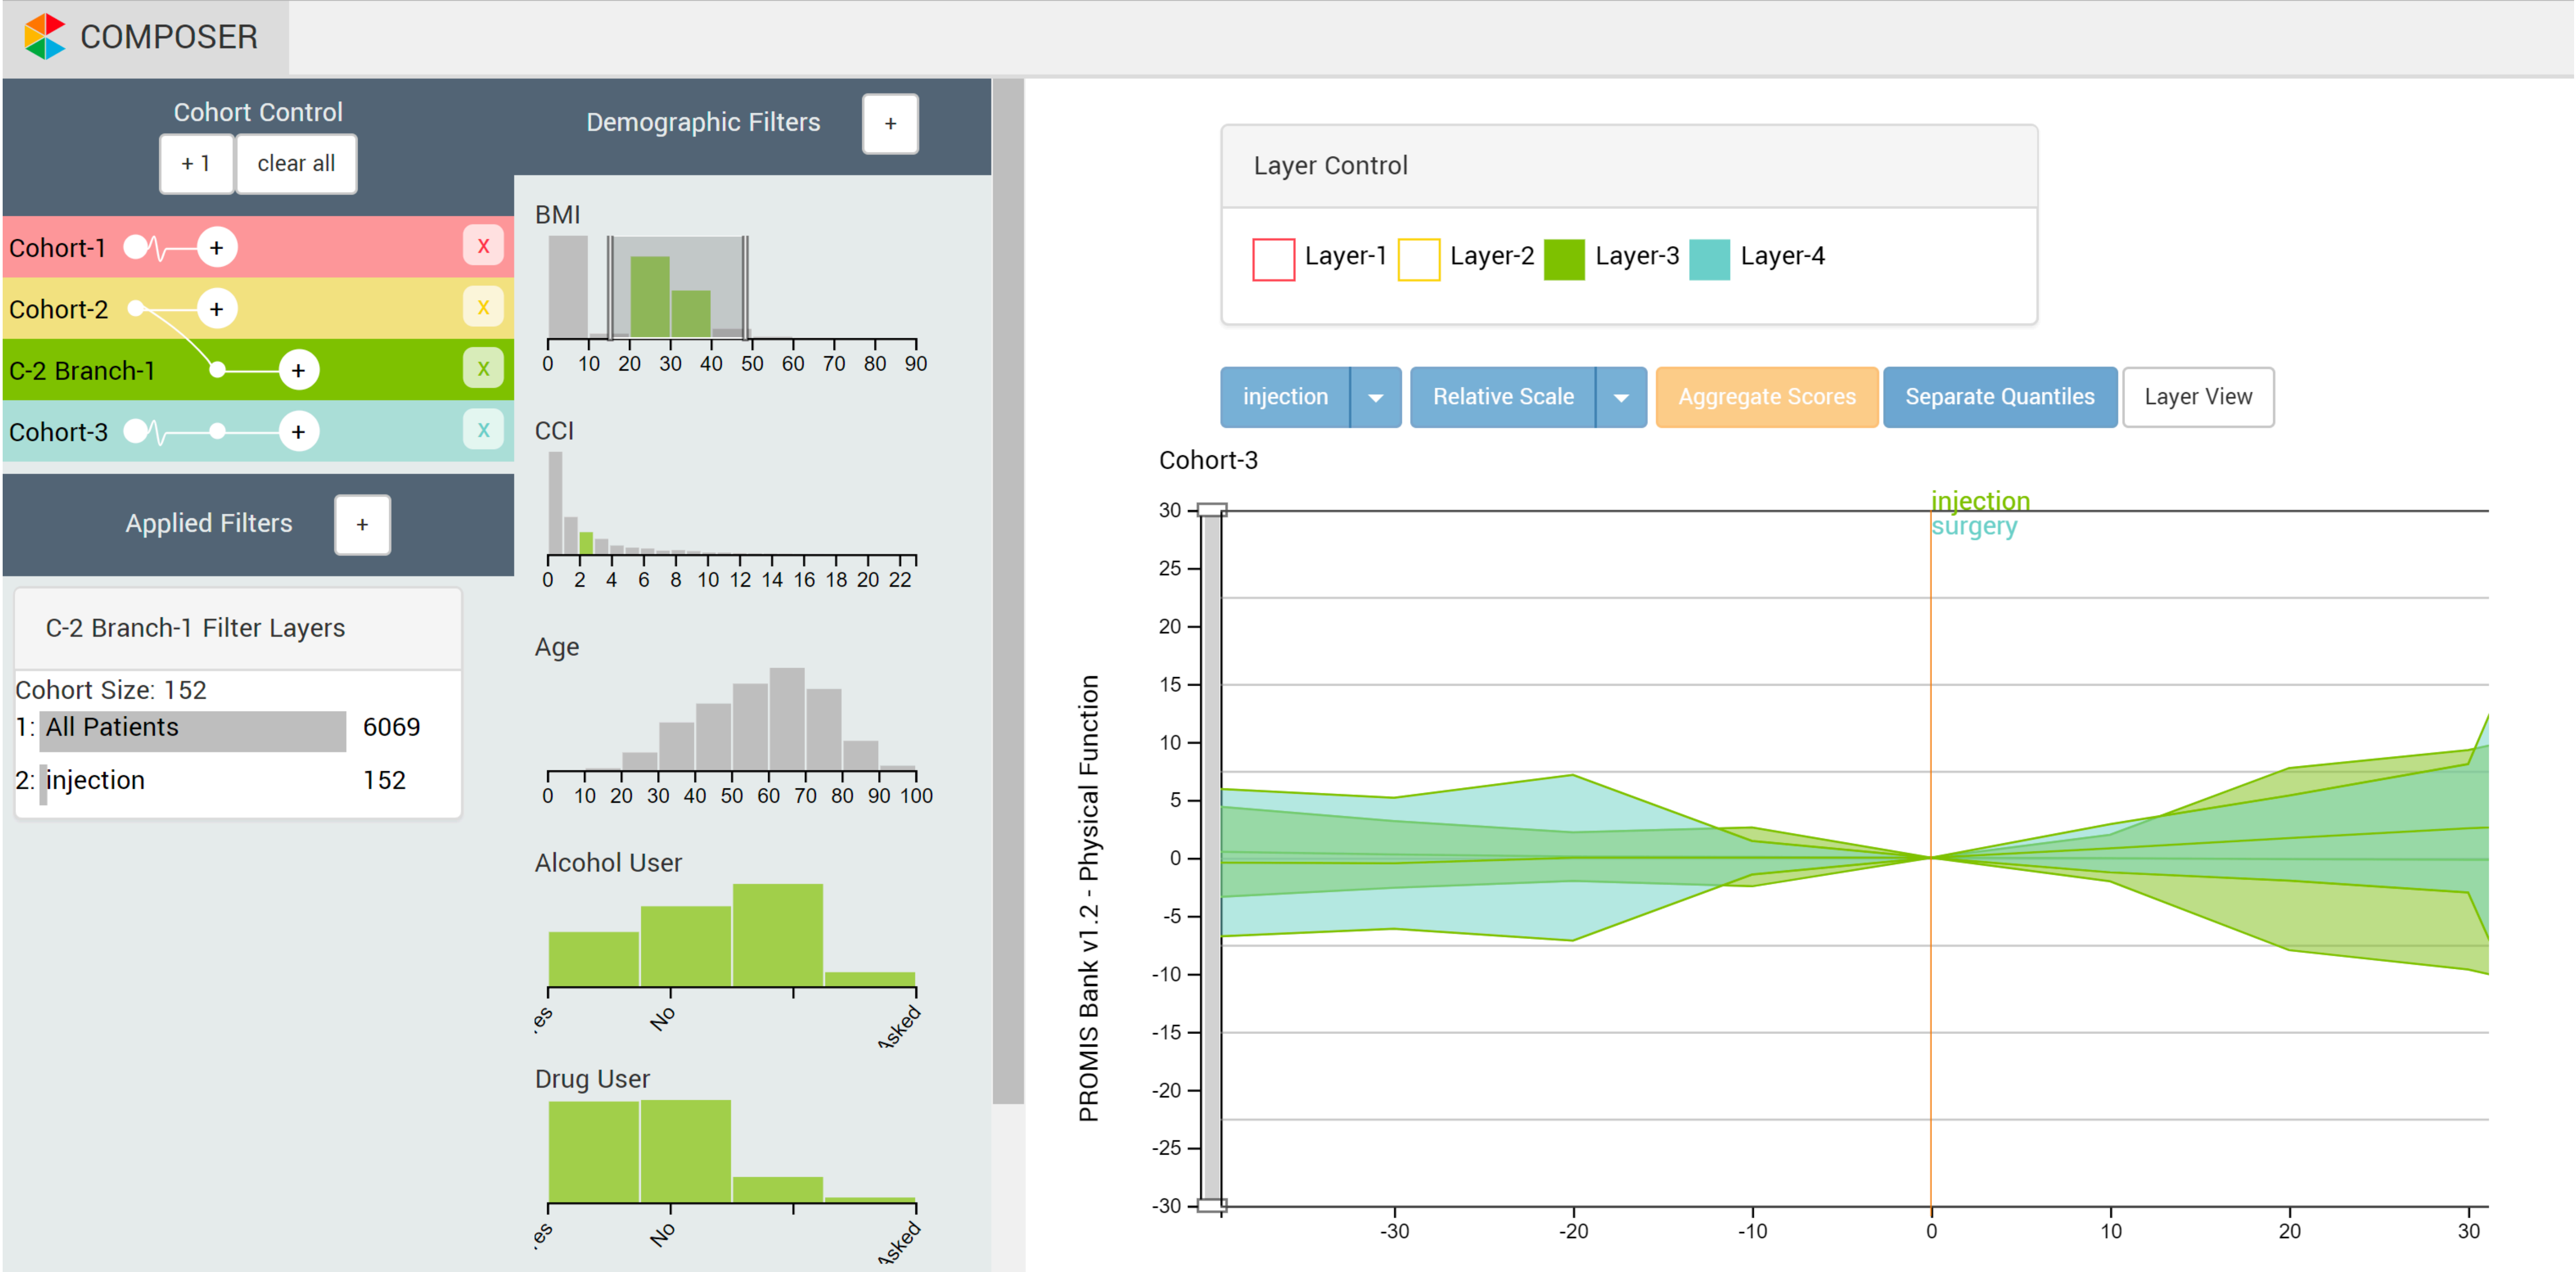 COMPOSER
Cohort Control
+ 1 clear all
Cohort-1 + X
Cohort-2 + X
C-2 Branch-1 + X
Cohort-3 + X
Applied Filters +
C-2 Branch-1 Filter Layers
Cohort Size: 152
1: All Patients 6069
2: injection 152
Demographic Filters +
BMI
0 10 20 30 40 50 60 70 80 90
CCI
0 2 4 6 8 10 12 14 16 18 20 22
Age
0 10 20 30 40 50 60 70 80 90 100
Alcohol User
No
Asked
Drug User
No
Asked
Layer Control
Layer-1 Layer-2 Layer-3 Layer-4
injection Relative Scale Aggregate Scores Separate Quantiles Layer View
Cohort-3
injection
surgery
PROMIS Bank v1.2 - Physical Function
30
25
20
15
10
5
0
-5
-10
-15
-20
-25
-30
-30 -20 -10 0 10 20 30